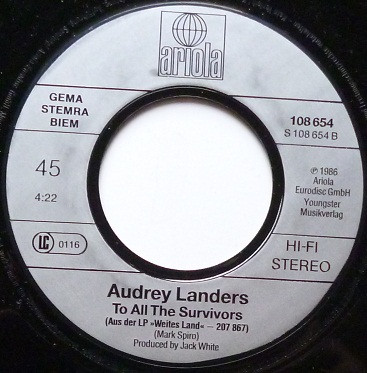 ariola
GEMA
STEMRA
BIEM
108 654
S 108 654 B
45
4:22
℗ 1986
Ariola
Eurodisc GmbH
Youngster
Musikverlag
LC 0116
HI-FI
STEREO
Audrey Landers
To All The Survivors
(Aus der LP »Weites Land« – 207 867)
(Mark Spiro)
Produced by Jack White